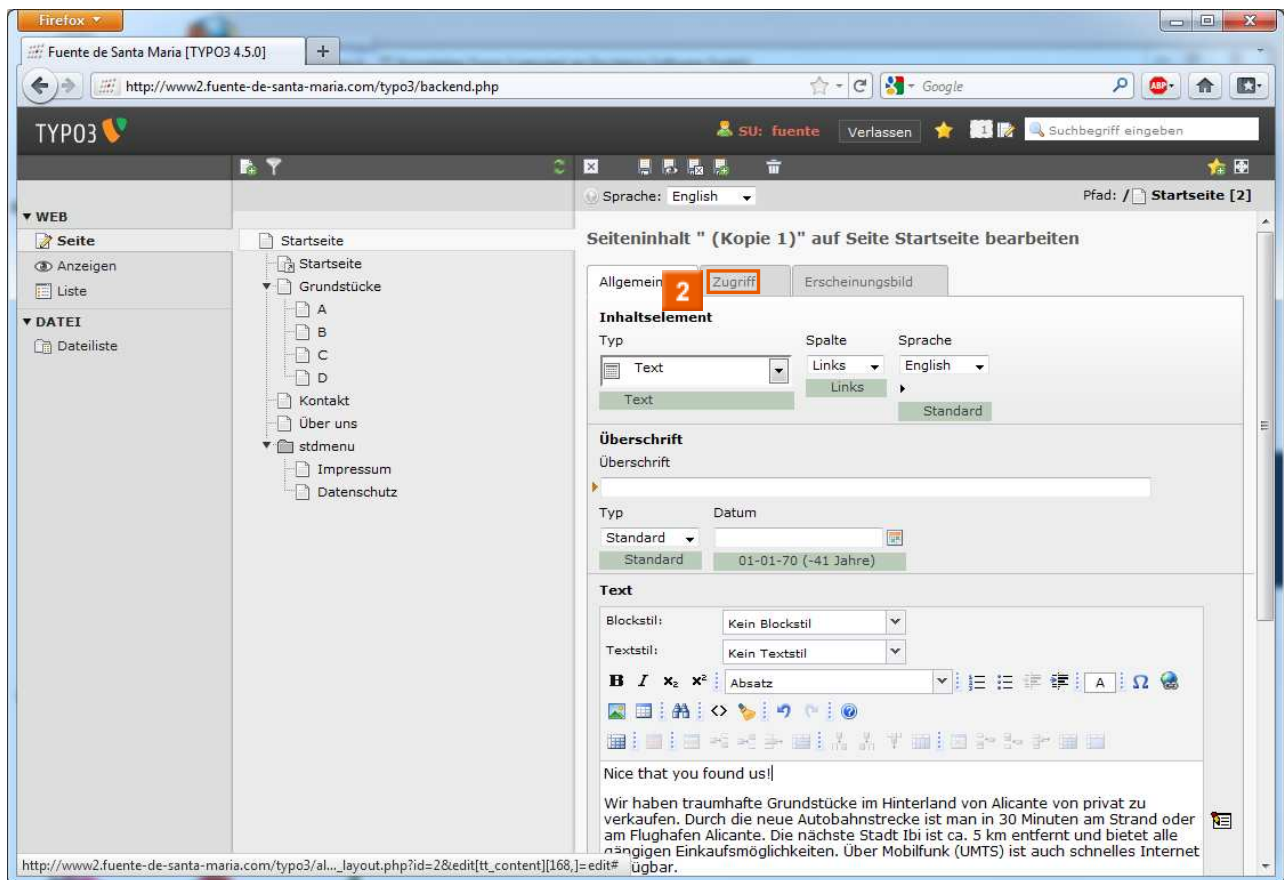 Firefox
Fuente de Santa Maria [TYPO3 4.5.0]
+
http://www2.fuente-de-santa-maria.com/typo3/backend.php
Google
ABP
TYPO3
SU: fuente
Verlassen
1
Suchbegriff eingeben
Sprache: English
Pfad: / Startseite [2]
WEB
Seite
Anzeigen
Liste
DATEI
Dateiliste
Startseite
Startseite
Grundstücke
A
B
C
D
Kontakt
Über uns
stdmenu
Impressum
Datenschutz
Seiteninhalt " (Kopie 1)" auf Seite Startseite bearbeiten
Allgemein 2 Zugriff Erscheinungsbild
Inhaltselement
Typ Spalte Sprache
Text Links English
Text Links
Standard
Überschrift
Überschrift
Typ Datum
Standard
Standard 01-01-70 (-41 Jahre)
Text
Blockstil: Kein Blockstil
Textstil: Kein Textstil
B I x₂ x² Absatz A Ω
Nice that you found us!
Wir haben traumhafte Grundstücke im Hinterland von Alicante von privat zu
verkaufen. Durch die neue Autobahnstrecke ist man in 30 Minuten am Strand oder
am Flughafen Alicante. Die nächste Stadt Ibi ist ca. 5 km entfernt und bietet alle
gängigen Einkaufsmöglichkeiten. Über Mobilfunk (UMTS) ist auch schnelles Internet
ügbar.
http://www2.fuente-de-santa-maria.com/typo3/al..._layout.php?id=2&edit[tt_content][168,]=edit#